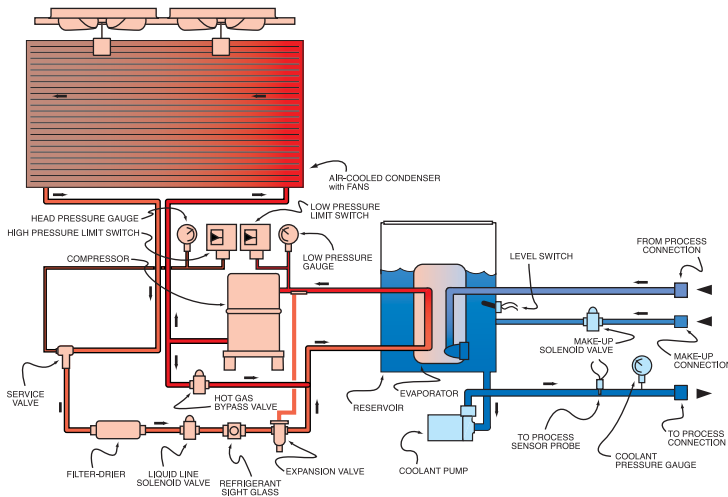 AIR-COOLED CONDENSER
with FANS
LOW PRESSURE
LIMIT SWITCH
HEAD PRESSURE GAUGE
HIGH PRESSURE LIMIT SWITCH
COMPRESSOR
LOW PRESSURE
GAUGE
FROM PROCESS
CONNECTION
LEVEL SWITCH
MAKE-UP
SOLENOID VALVE
MAKE-UP
CONNECTION
SERVICE
VALVE
HOT GAS
BYPASS VALVE
EVAPORATOR
RESERVOIR
FILTER-DRIER
LIQUID LINE
SOLENOID VALVE
REFRIGERANT
SIGHT GLASS
EXPANSION VALVE
COOLANT PUMP
TO PROCESS
SENSOR PROBE
COOLANT
PRESSURE GAUGE
TO PROCESS
CONNECTION